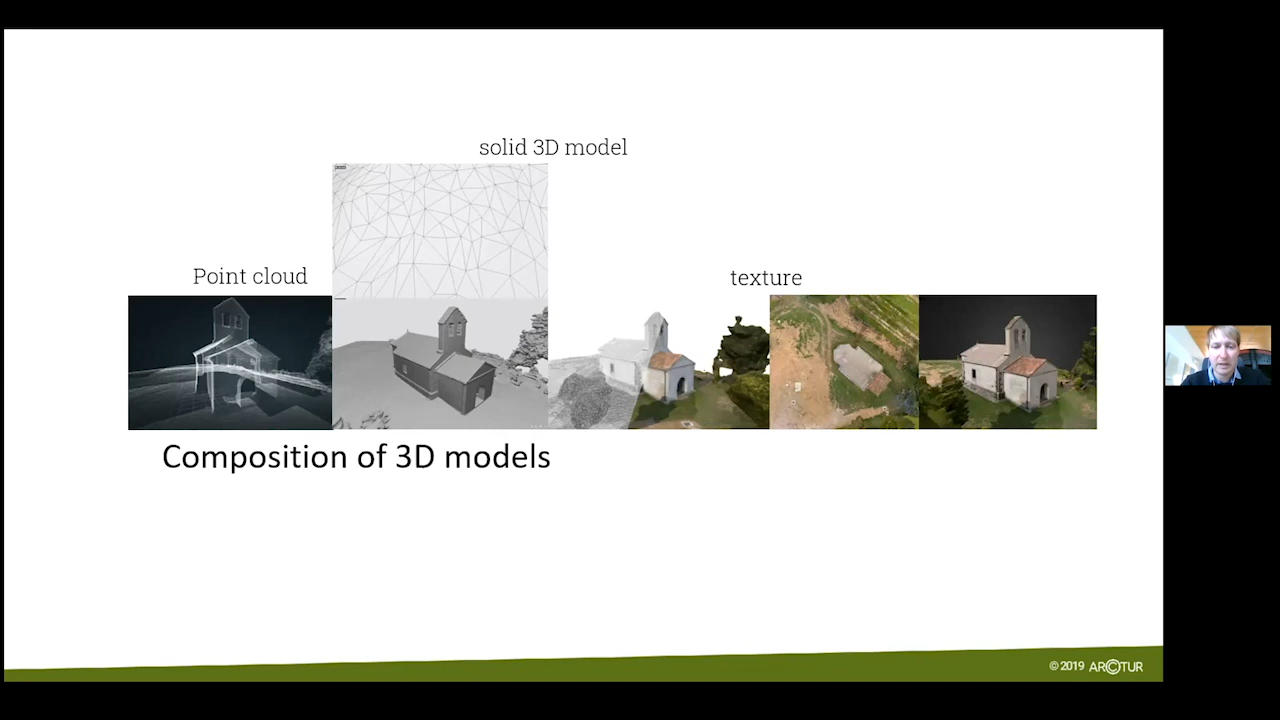 solid 3D model
Point cloud
texture
Composition of 3D models
© 2019 ARCTUR